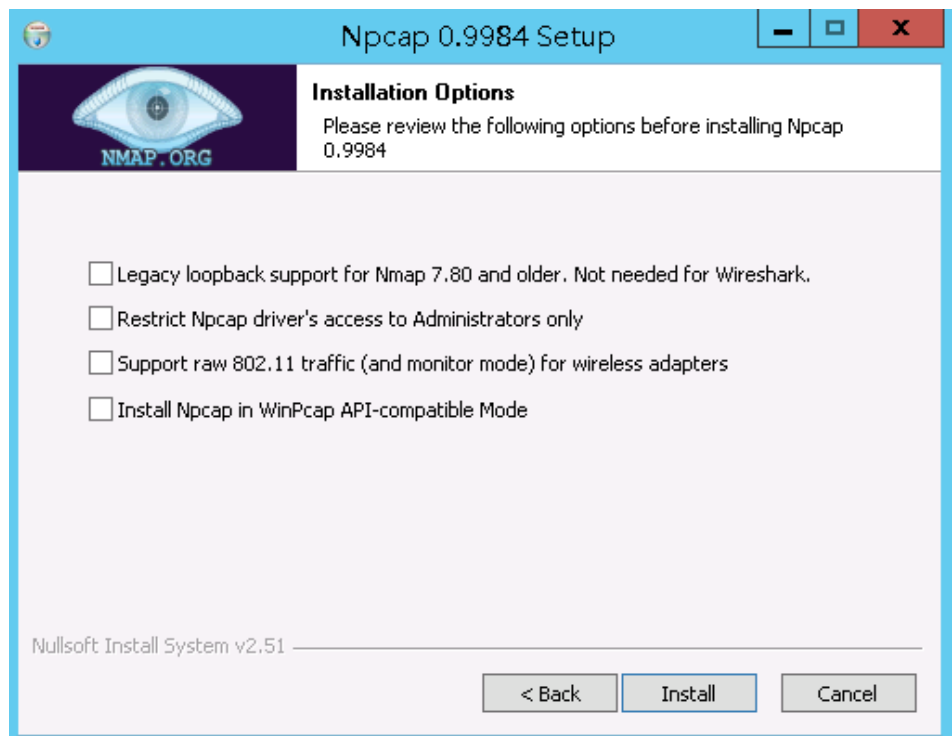 Npcap 0.9984 Setup
NMAP.ORG
Installation Options
Please review the following options before installing Npcap
0.9984
Legacy loopback support for Nmap 7.80 and older. Not needed for Wireshark.
Restrict Npcap driver's access to Administrators only
Support raw 802.11 traffic (and monitor mode) for wireless adapters
Install Npcap in WinPcap API-compatible Mode
Nullsoft Install System v2.51
< Back
Install
Cancel